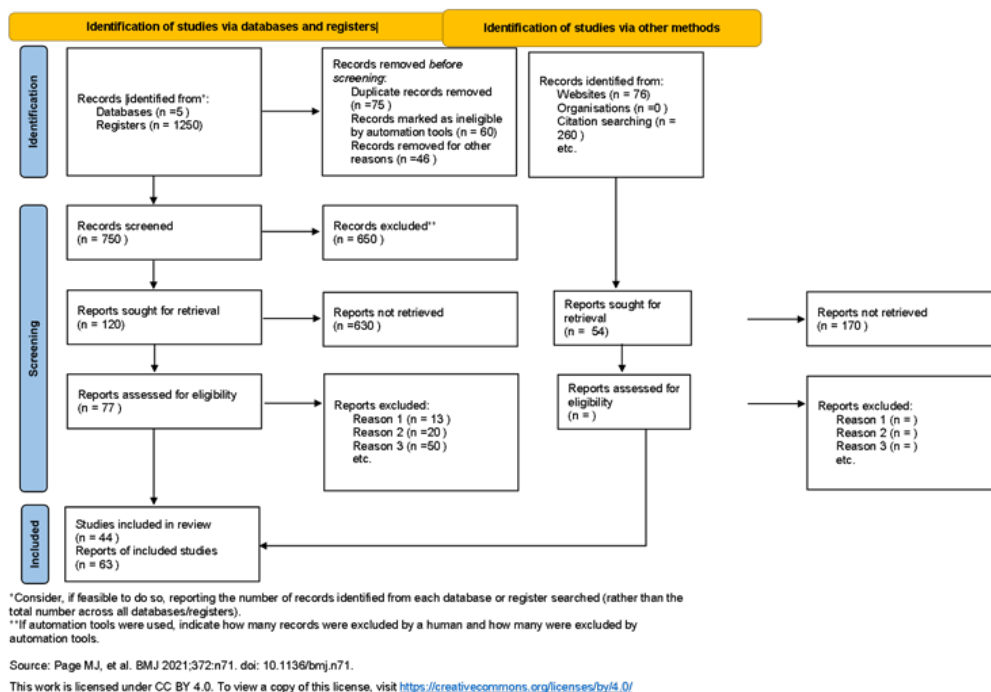 Identification of studies via databases and registers|
Identification of studies via other methods
Identification
Records |identified from*:
Databases (n =5 )
Registers (n = 1250)
Records removed before
screening:
Duplicate records removed
(n =75 )
Records marked as ineligible
by automation tools (n = 60)
Records removed for other
reasons (n =46 )
Records identified from:
Websites (n = 76)
Organisations (n =0 )
Citation searching (n =
260 )
etc.
Screening
Records screened
(n = 750 )
Records excluded**
(n = 650 )
Reports sought for retrieval
(n = 120)
Reports not retrieved
(n =630 )
Reports sought for
retrieval
(n = 54)
Reports not retrieved
(n = 170 )
Reports assessed for eligibility
(n = 77 )
Reports excluded:
Reason 1 (n = 13 )
Reason 2 (n =20 )
Reason 3 (n =50 )
etc.
Reports assessed for
eligibility
(n = )
Reports excluded:
Reason 1 (n = )
Reason 2 (n = )
Reason 3 (n = )
etc.
Included
Studies included in review
(n = 44 )
Reports of included studies
(n = 63 )
*Consider, if feasible to do so, reporting the number of records identified from each database or register searched (rather than the
total number across all databases/registers).
**If automation tools were used, indicate how many records were excluded by a human and how many were excluded by
automation tools.
Source: Page MJ, et al. BMJ 2021;372:n71. doi: 10.1136/bmj.n71.
This work is licensed under CC BY 4.0. To view a copy of this license, visit https://creativecommons.org/licenses/by/4.0/